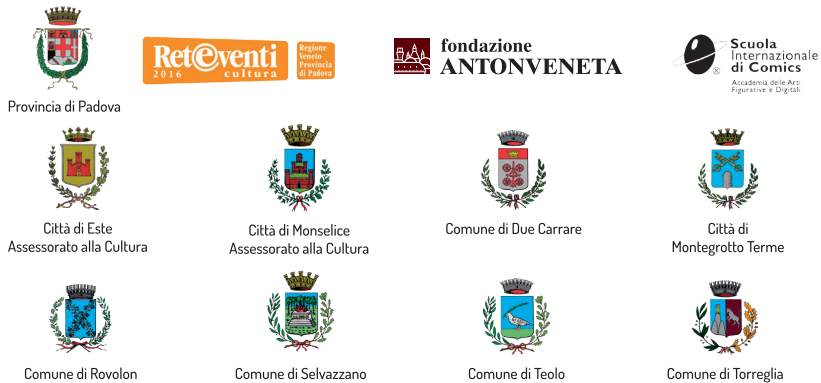 Provincia di Padova
Reteventi
2016 cultura
Regione
Veneto
Provincia
di Padova
fondazione
ANTONVENETA
®
Scuola
Internazionale
di Comics
Accademia delle Arti
Figurative e Digitali
Città di Este
Assessorato alla Cultura
Città di Monselice
Assessorato alla Cultura
Comune di Due Carrare
Città di
Montegrotto Terme
Comune di Rovolon
Comune di Selvazzano
Comune di Teolo
Comune di Torreglia